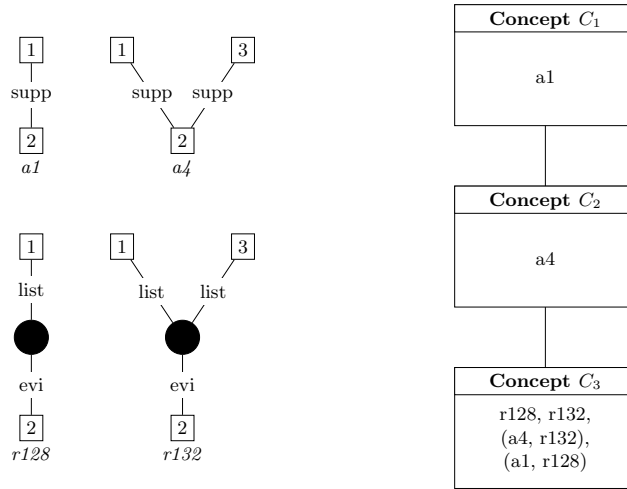 1 1 3
supp supp supp
2 2
a1 a4
1 1 3
list list list
evi evi
2 2
r128 r132
Concept C1
a1
Concept C2
a4
Concept C3
r128, r132,
(a4, r132),
(a1, r128)